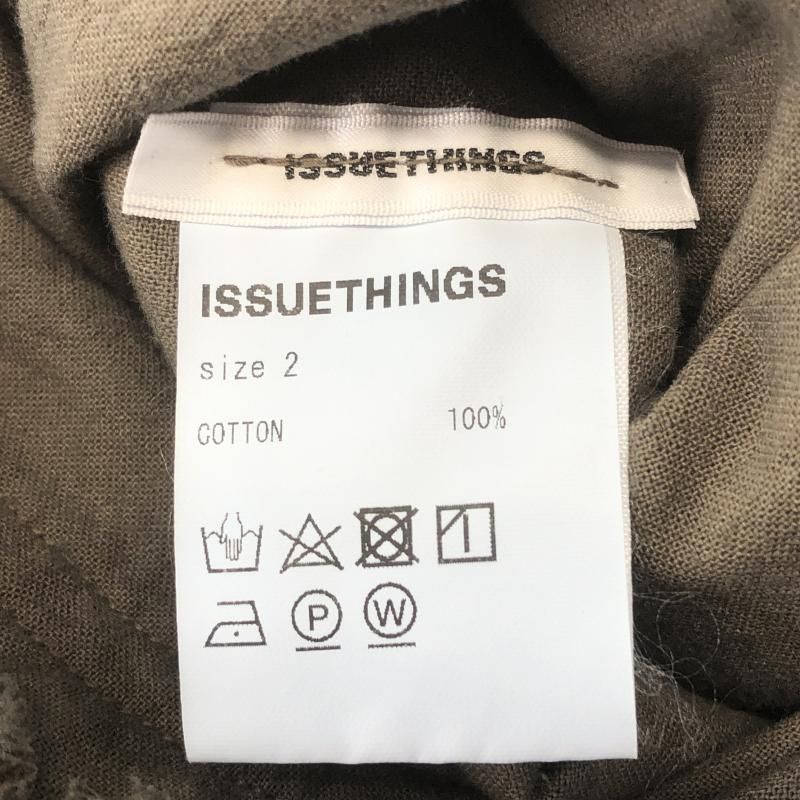 ISSUETHINGS
ISSUETHINGS
size 2
COTTON 100%
P W